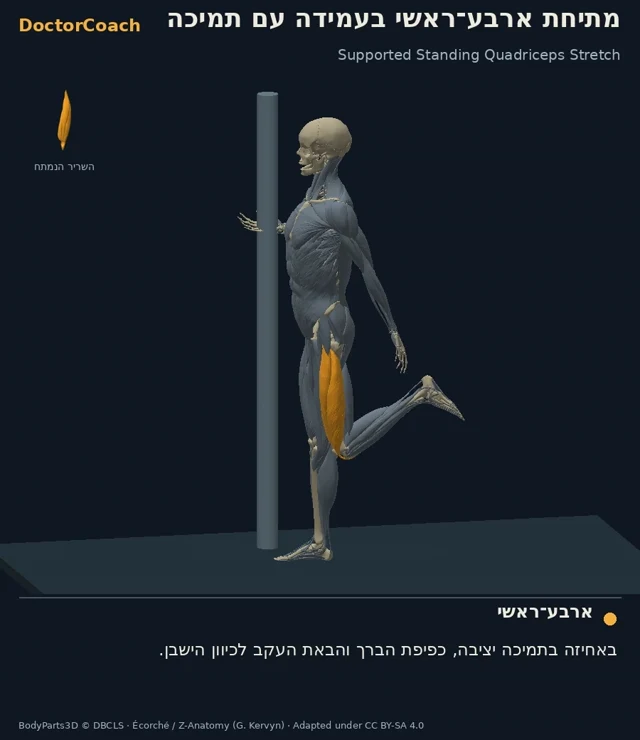 מתיחת ארבע־ראשי בעמידה עם תמיכה
DoctorCoach
Supported Standing Quadriceps Stretch
השריר הנמתח
ארבע־ראשי
באחיזה בתמיכה יציבה, כפיפת הברך והבאת העקב לכיוון הישבן.
BodyParts3D © DBCLS · Écorché / Z-Anatomy (G. Kervyn) · Adapted under CC BY-SA 4.0